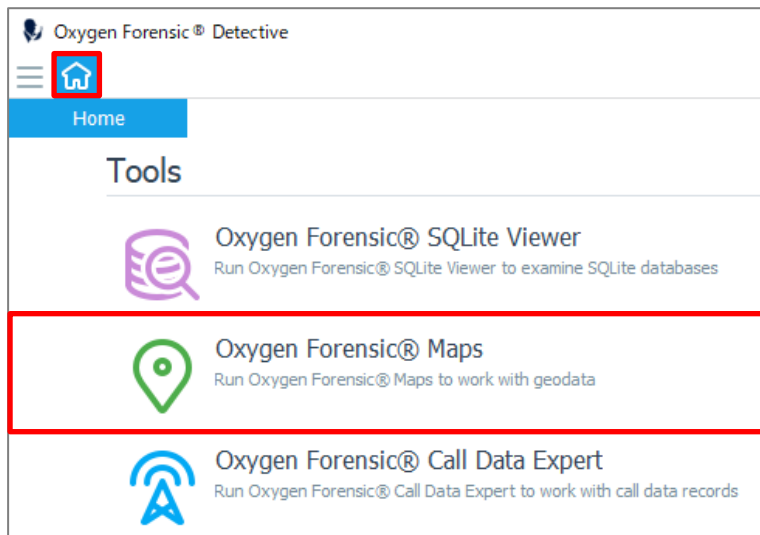 Oxygen Forensic® Detective
Home
Tools
Oxygen Forensic® SQLite Viewer
Run Oxygen Forensic® SQLite Viewer to examine SQLite databases
Oxygen Forensic® Maps
Run Oxygen Forensic® Maps to work with geodata
Oxygen Forensic® Call Data Expert
Run Oxygen Forensic® Call Data Expert to work with call data records